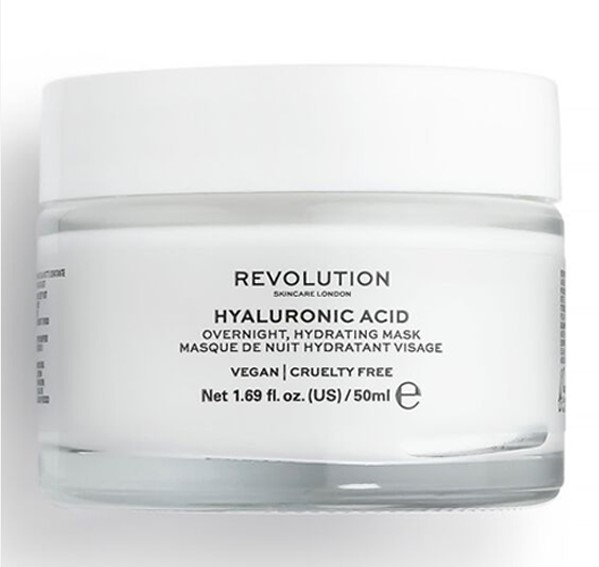 REVOLUTION
SKINCARE LONDON
HYALURONIC ACID
OVERNIGHT, HYDRATING MASK
MASQUE DE NUIT HYDRATANT VISAGE
VEGAN | CRUELTY FREE
Net 1.69 fl. oz. (US) / 50ml ℮